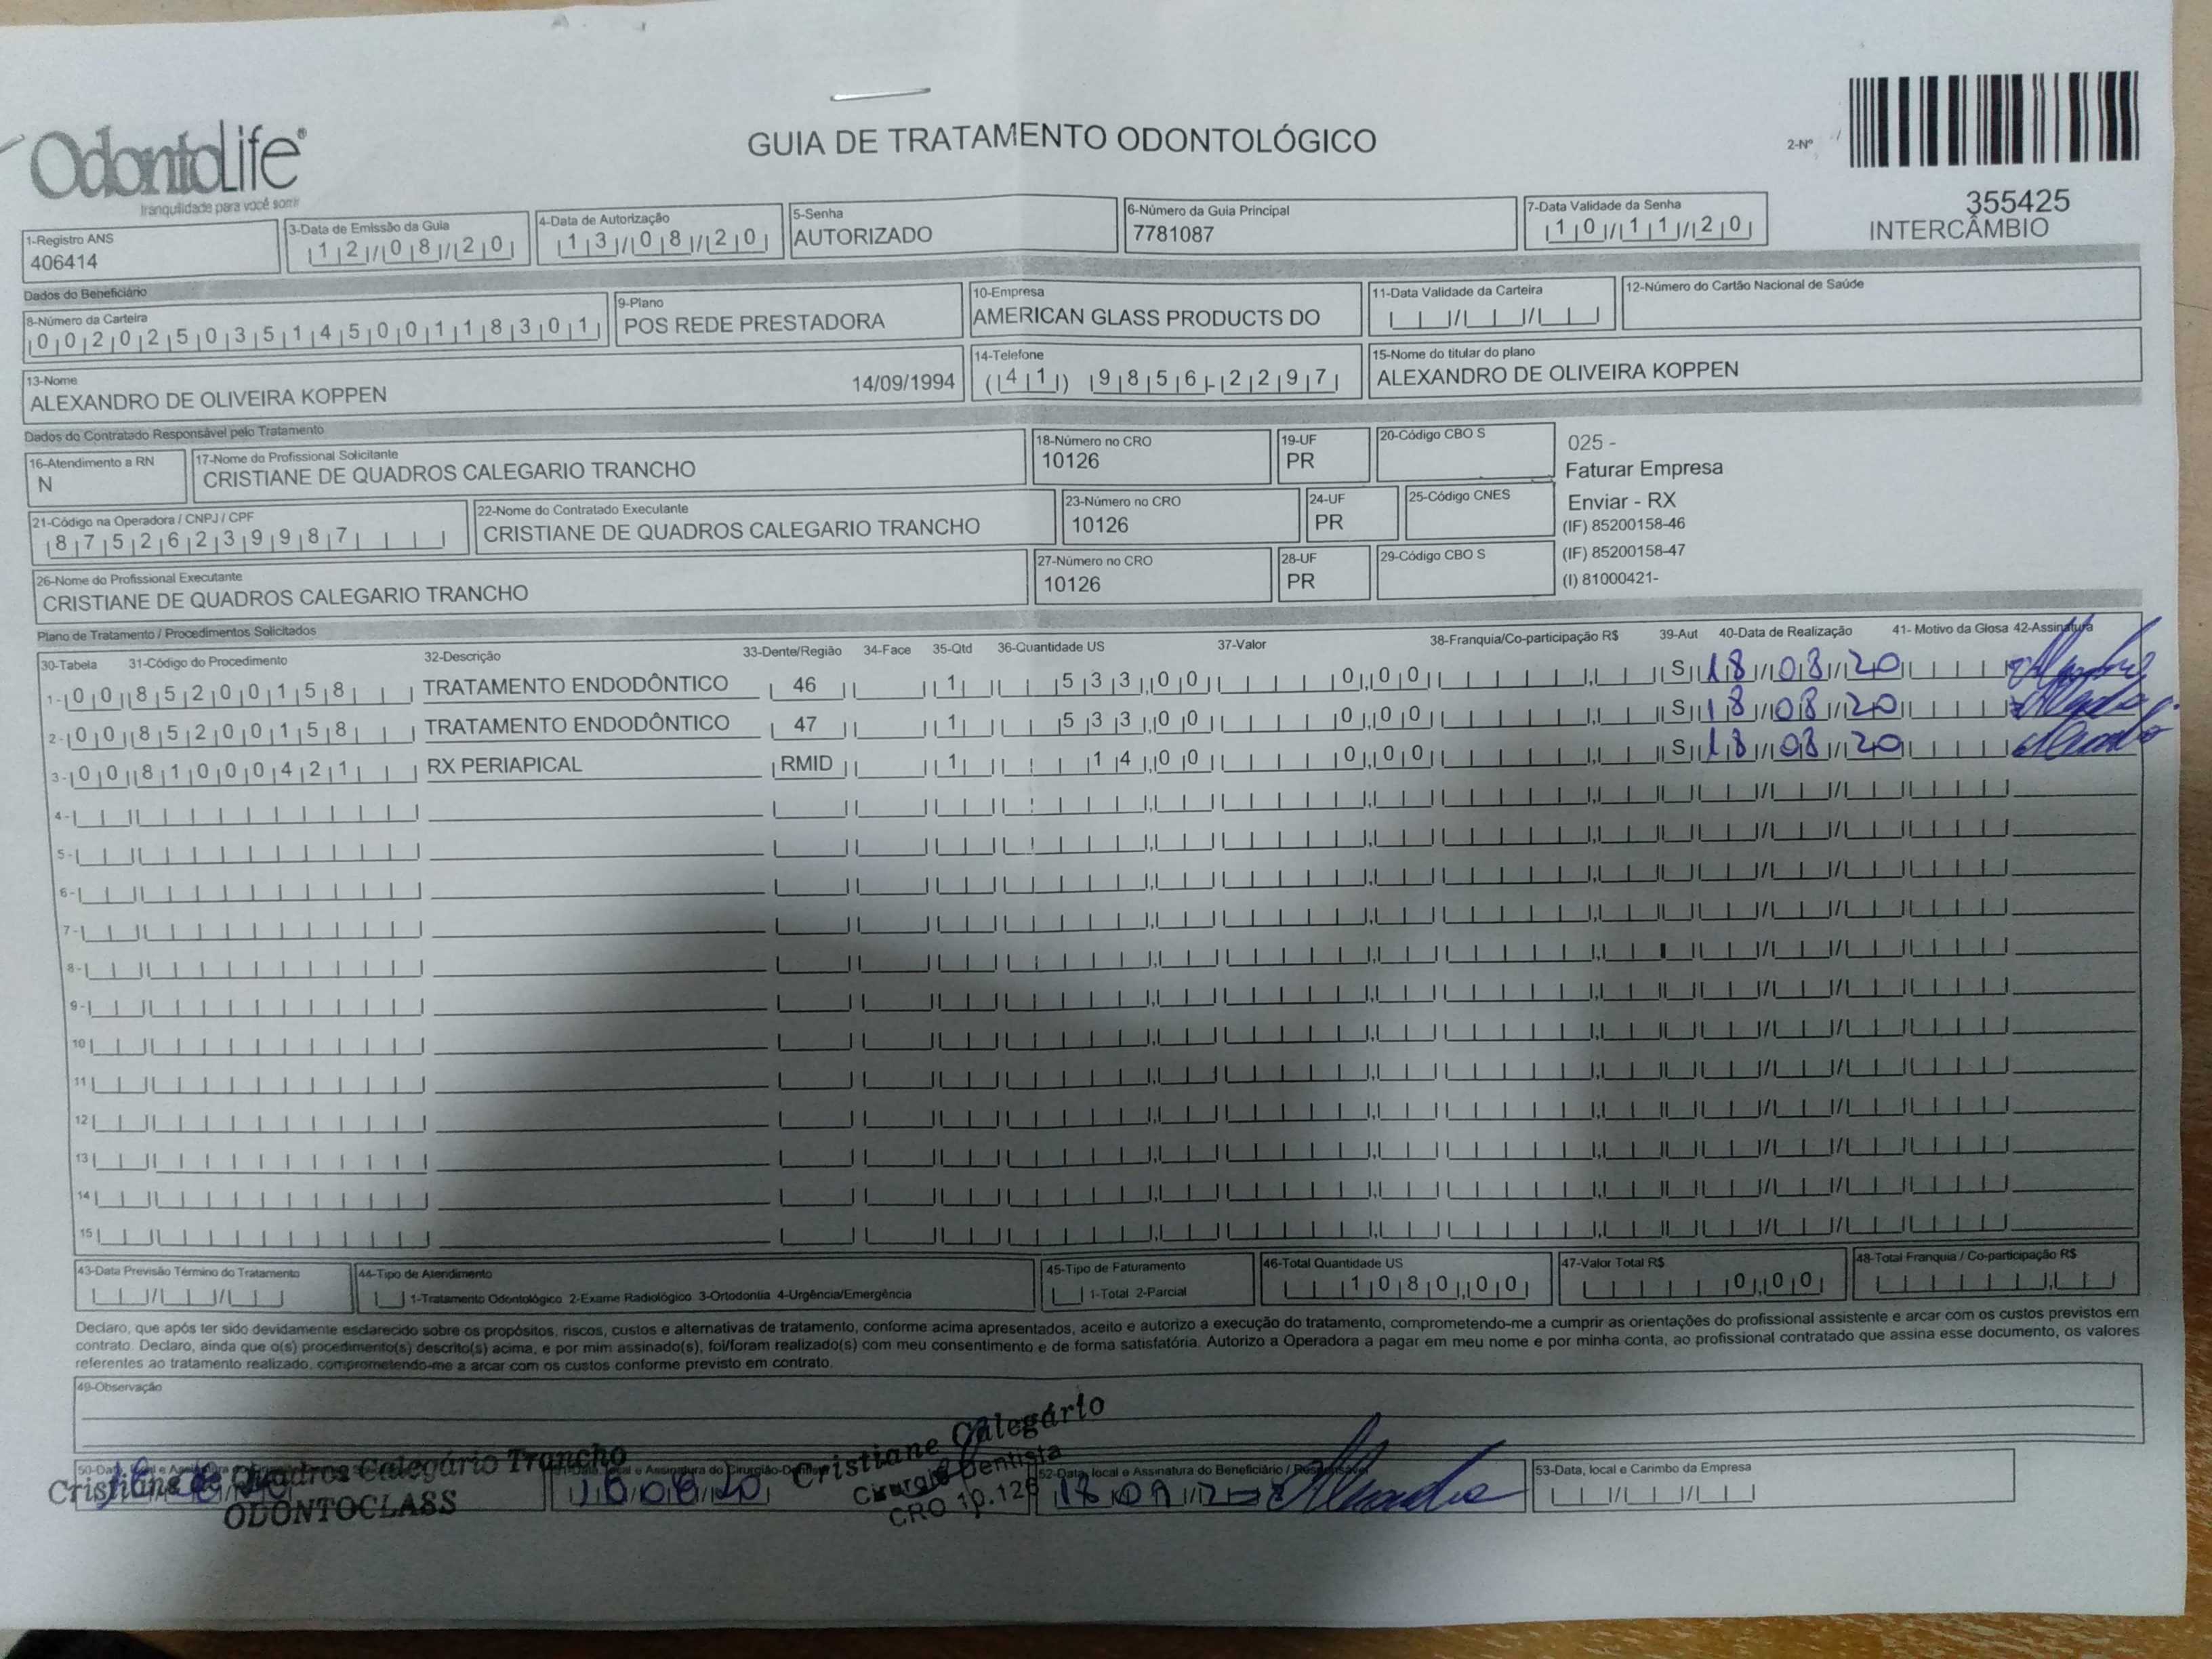 OdontoLife®
tranquilidade para você sorrir
GUIA DE TRATAMENTO ODONTOLÓGICO
2-Nº
355425
INTERCÂMBIO
1-Registro ANS
406414
3-Data de Emissão da Guia
12/08/20
4-Data de Autorização
13/08/20
5-Senha
AUTORIZADO
6-Número da Guia Principal
7781087
7-Data Validade da Senha
10/11/20
Dados do Beneficiário
8-Número da Carteira
00202503514500118301
9-Plano
POS REDE PRESTADORA
10-Empresa
AMERICAN GLASS PRODUCTS DO
11-Data Validade da Carteira
12-Número do Cartão Nacional de Saúde
13-Nome
ALEXANDRO DE OLIVEIRA KOPPEN 14/09/1994
14-Telefone
(41) 9856-2297
15-Nome do titular do plano
ALEXANDRO DE OLIVEIRA KOPPEN
Dados do Contratado Responsável pelo Tratamento
16-Atendimento a RN
N
17-Nome do Profissional Solicitante
CRISTIANE DE QUADROS CALEGARIO TRANCHO
18-Número no CRO
10126
19-UF
PR
20-Código CBO S
025 -
Faturar Empresa
Enviar - RX
(IF) 85200158-46
(IF) 85200158-47
(I) 81000421-
21-Código na Operadora / CNPJ / CPF
87526239987
22-Nome do Contratado Executante
CRISTIANE DE QUADROS CALEGARIO TRANCHO
23-Número no CRO
10126
24-UF
PR
25-Código CNES
26-Nome do Profissional Executante
CRISTIANE DE QUADROS CALEGARIO TRANCHO
27-Número no CRO
10126
28-UF
PR
29-Código CBO S
Plano de Tratamento / Procedimentos Solicitados
30-Tabela 31-Código do Procedimento 32-Descrição 33-Dente/Região 34-Face 35-Qtd 36-Quantidade US 37-Valor 38-Franquia/Co-participação R$ 39-Aut 40-Data de Realização 41- Motivo da Glosa 42-Assinatura
1- 00 85200158 TRATAMENTO ENDODÔNTICO 46 1 533,00 0,00 S 18/08/20
2- 00 85200158 TRATAMENTO ENDODÔNTICO 47 1 533,00 0,00 S 18/08/20
3- 00 81000421 RX PERIAPICAL RMID 1 14,00 0,00 S 18/08/20
4-
5-
6-
7-
8-
9-
10
11
12
13
14
15
43-Data Previsão Término do Tratamento
44-Tipo de Atendimento
1-Tratamento Odontológico 2-Exame Radiológico 3-Ortodontia 4-Urgência/Emergência
45-Tipo de Faturamento
1-Total 2-Parcial
46-Total Quantidade US
1080,00
47-Valor Total R$
0,00
48-Total Franquia / Co-participação R$
Declaro, que após ter sido devidamente esclarecido sobre os propósitos, riscos, custos e alternativas de tratamento, conforme acima apresentados, aceito e autorizo a execução do tratamento, comprometendo-me a cumprir as orientações do profissional assistente e arcar com os custos previstos em
contrato. Declaro, ainda que o(s) procedimento(s) descrito(s) acima, e por mim assinado(s), foi/foram realizado(s) com meu consentimento e de forma satisfatória. Autorizo a Operadora a pagar em meu nome e por minha conta, ao profissional contratado que assina esse documento, os valores
referentes ao tratamento realizado, comprometendo-me a arcar com os custos conforme previsto em contrato.
49-Observação
Cristiane de Quadros Calegário Trancho
ODONTOCLASS
Cristiane Calegário
Cirurgiã Dentista
CRO 10.126
52-Data, local e Assinatura do Beneficiário / Responsável
53-Data, local e Carimbo da Empresa